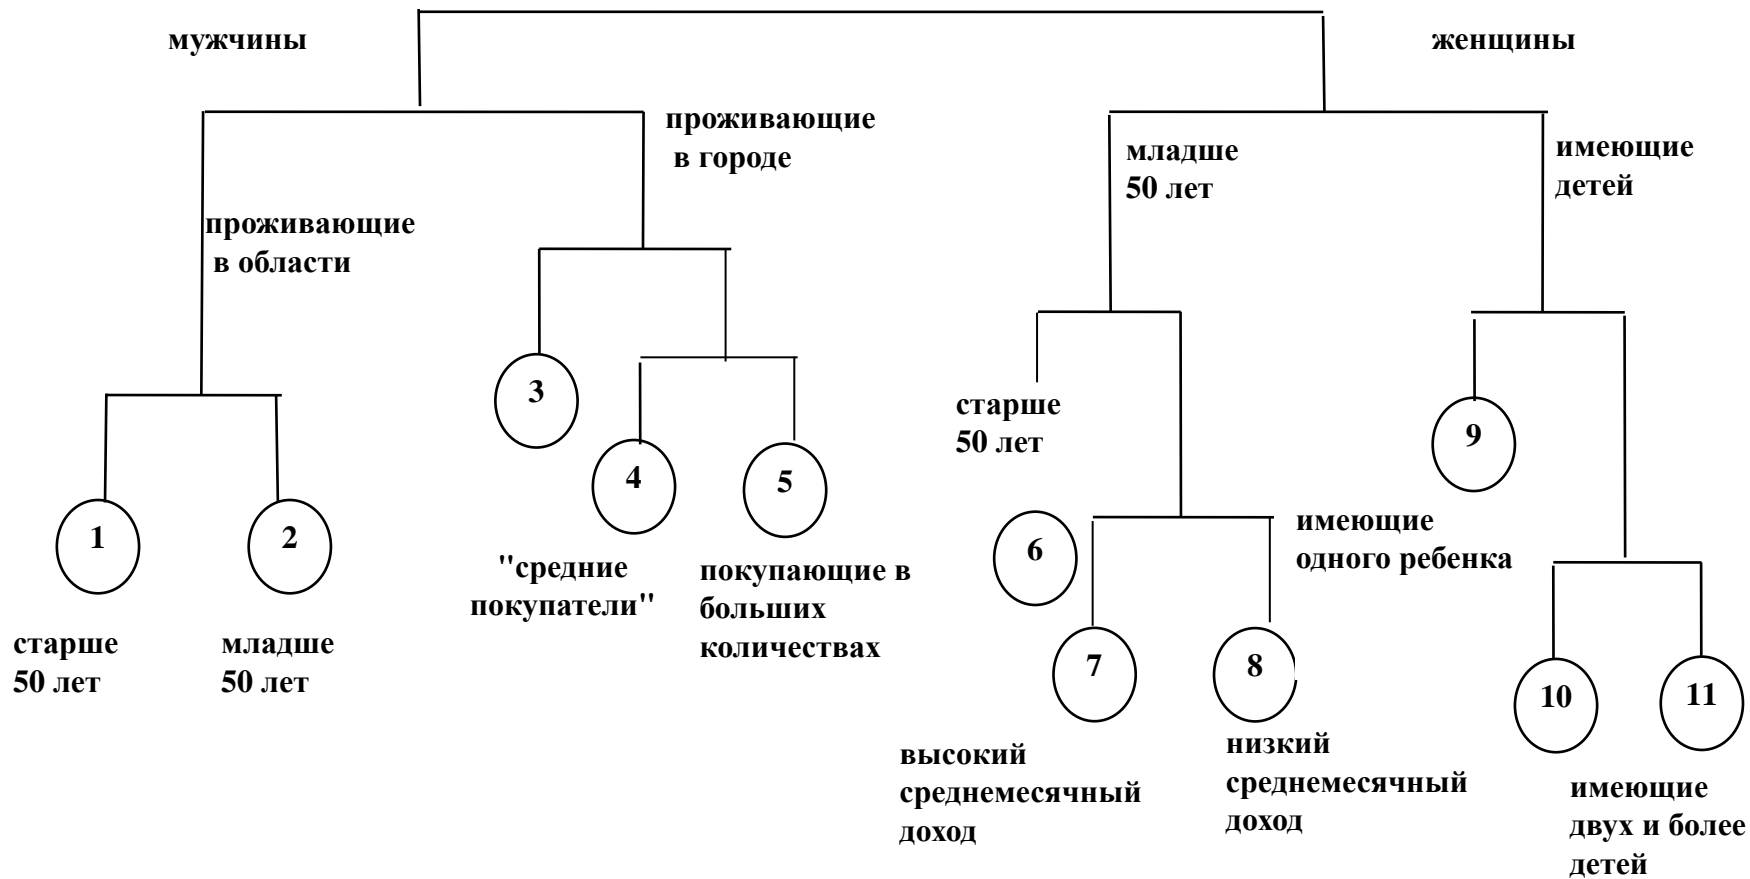 мужчины
женщины
проживающие
в городе
младше
50 лет
имеющие
детей
проживающие
в области
3
старше
50 лет
9
4
5
1
2
6
имеющие
одного ребенка
"средние
покупатели"
покупающие в
больших
количествах
старше
50 лет
младше
50 лет
7
8
10
11
высокий
среднемесячный
доход
низкий
среднемесячный
доход
имеющие
двух и более
детей